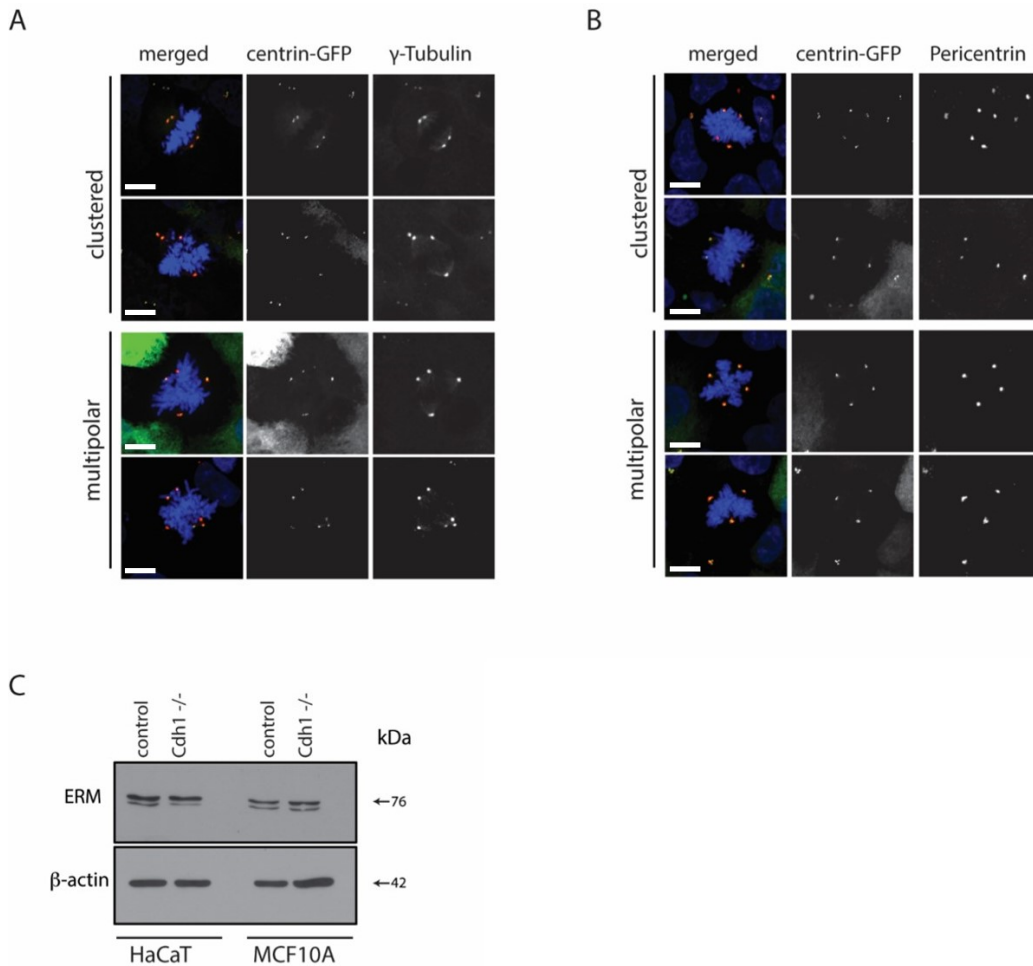 A
merged centrin-GFP γ-Tubulin
clustered
multipolar
B
merged centrin-GFP Pericentrin
clustered
multipolar
C
control Cdh1 -/- control Cdh1 -/-
kDa
ERM ←76
β-actin ←42
HaCaT MCF10A